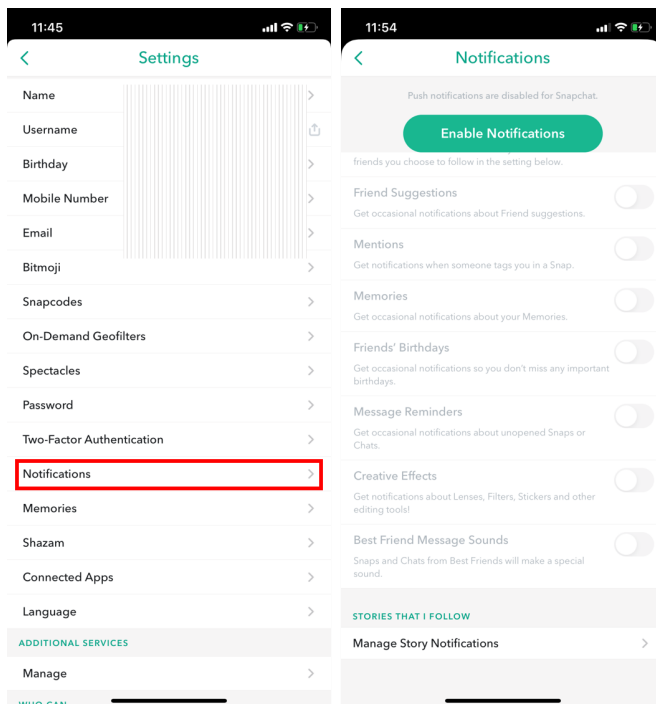 11:45
Settings
Name
Username
Birthday
Mobile Number
Email
Bitmoji
Snapcodes
On-Demand Geofilters
Spectacles
Password
Two-Factor Authentication
Notifications
Memories
Shazam
Connected Apps
Language
ADDITIONAL SERVICES
Manage
WHO CAN
11:54
Notifications
Push notifications are disabled for Snapchat.
Enable Notifications
friends you choose to follow in the setting below.
Friend Suggestions
Get occasional notifications about Friend suggestions.
Mentions
Get notifications when someone tags you in a Snap.
Memories
Get occasional notifications about your Memories.
Friends' Birthdays
Get occasional notifications so you don't miss any important
birthdays.
Message Reminders
Get occasional notifications about unopened Snaps or
Chats.
Creative Effects
Get notifications about Lenses, Filters, Stickers and other
editing tools!
Best Friend Message Sounds
Snaps and Chats from Best Friends will make a special
sound.
STORIES THAT I FOLLOW
Manage Story Notifications